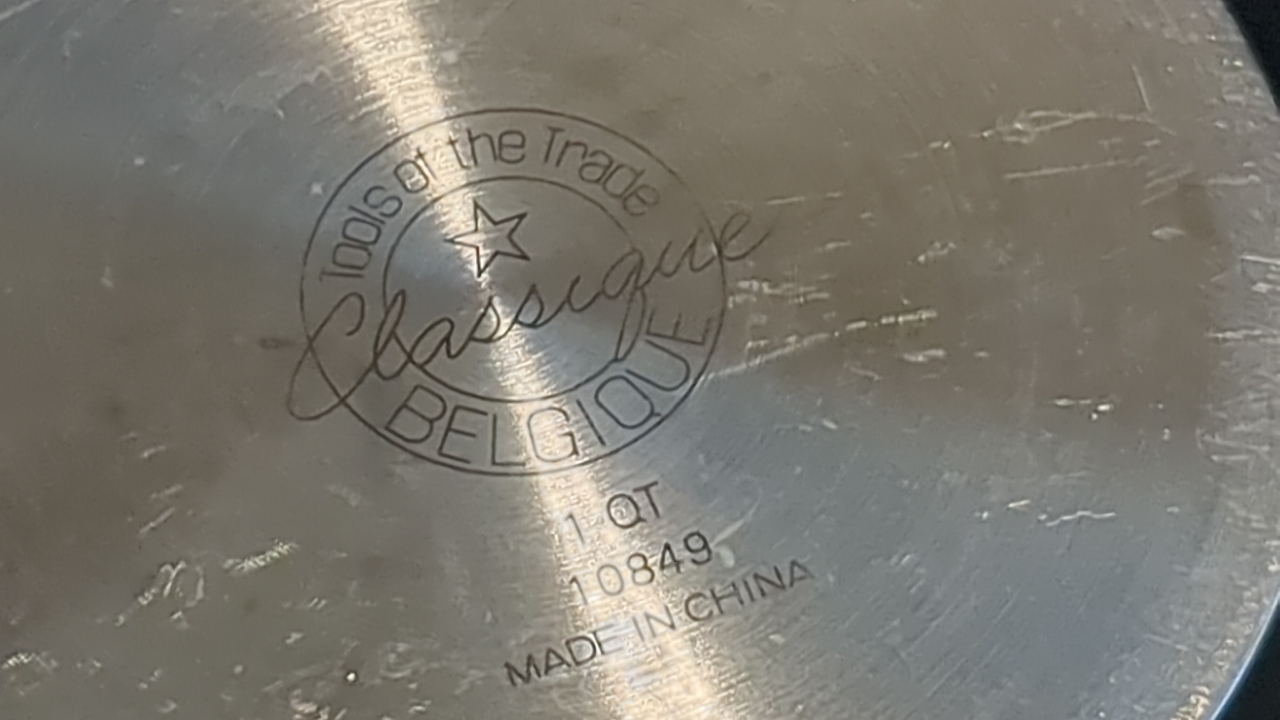 Tools of the Trade
Classique
BELGIQUE
1 QT
10849
MADE IN CHINA